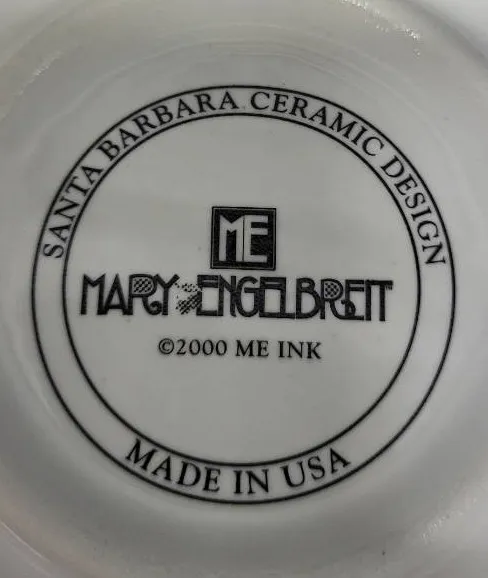 SANTA BARBARA CERAMIC DESIGN
ME
MARY ENGELBREIT
©2000 ME INK
MADE IN USA